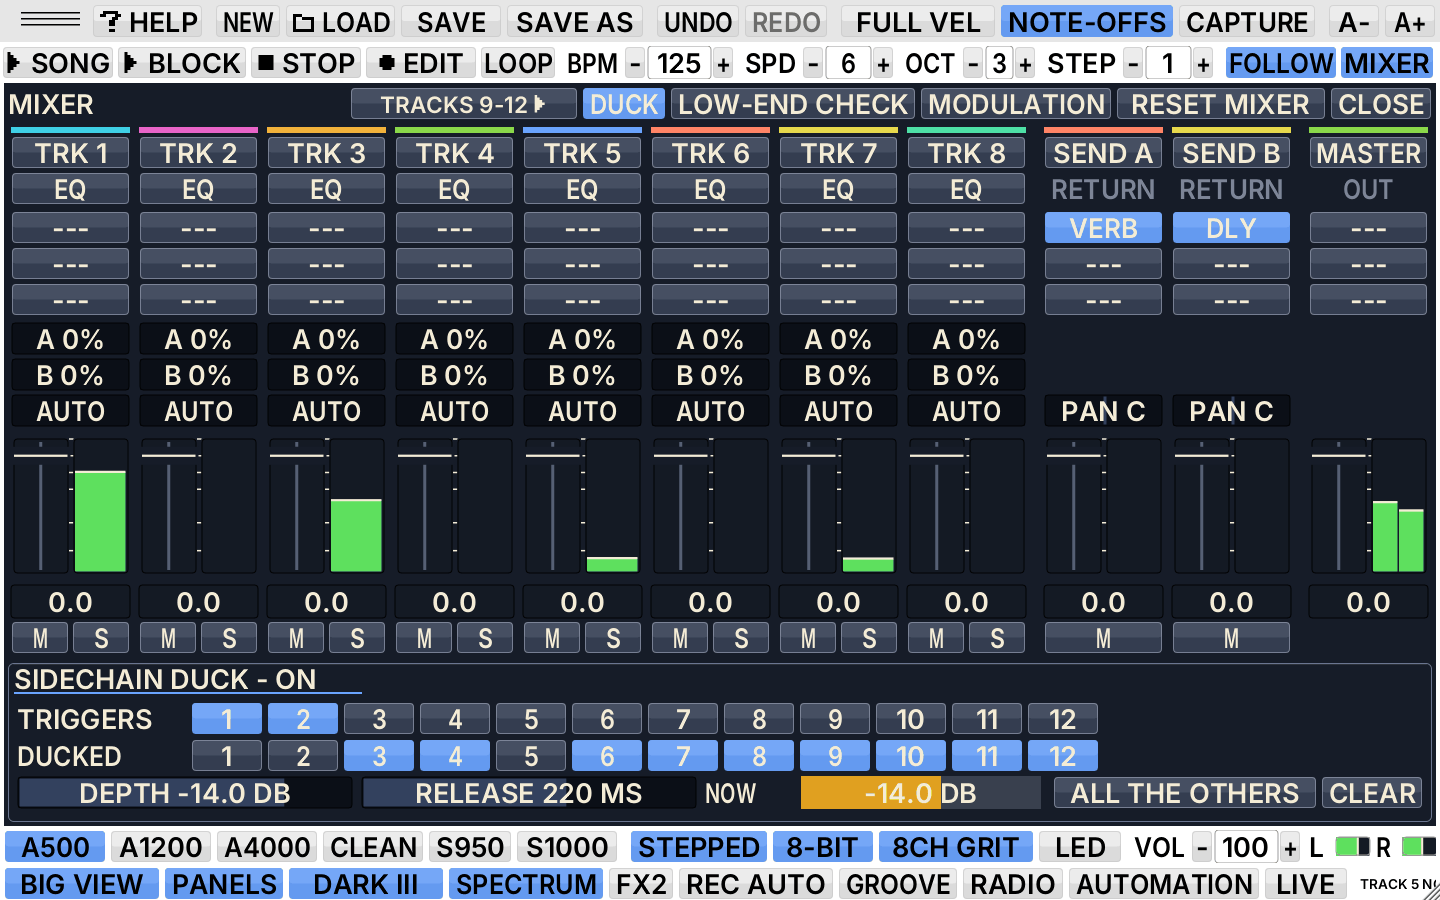 ? HELP NEW LOAD SAVE SAVE AS UNDO REDO FULL VEL NOTE-OFFS CAPTURE A- A+
SONG BLOCK STOP EDIT LOOP BPM - 125 + SPD - 6 + OCT - 3 + STEP - 1 + FOLLOW MIXER
MIXER TRACKS 9-12 DUCK LOW-END CHECK MODULATION RESET MIXER CLOSE
TRK 1 TRK 2 TRK 3 TRK 4 TRK 5 TRK 6 TRK 7 TRK 8 SEND A SEND B MASTER
EQ EQ EQ EQ EQ EQ EQ EQ RETURN RETURN OUT
--- --- --- --- --- --- --- --- VERB DLY ---
--- --- --- --- --- --- --- --- --- --- ---
--- --- --- --- --- --- --- --- --- --- ---
A 0% A 0% A 0% A 0% A 0% A 0% A 0% A 0%
B 0% B 0% B 0% B 0% B 0% B 0% B 0% B 0%
AUTO AUTO AUTO AUTO AUTO AUTO AUTO AUTO PAN C PAN C
0.0 0.0 0.0 0.0 0.0 0.0 0.0 0.0 0.0 0.0 0.0
M S M S M S M S M S M S M S M S M M
SIDECHAIN DUCK - ON
TRIGGERS 1 2 3 4 5 6 7 8 9 10 11 12
DUCKED 1 2 3 4 5 6 7 8 9 10 11 12
DEPTH -14.0 DB RELEASE 220 MS NOW -14.0 DB ALL THE OTHERS CLEAR
A500 A1200 A4000 CLEAN S950 S1000 STEPPED 8-BIT 8CH GRIT LED VOL - 100 + L R
BIG VIEW PANELS DARK III SPECTRUM FX2 REC AUTO GROOVE RADIO AUTOMATION LIVE TRACK 5